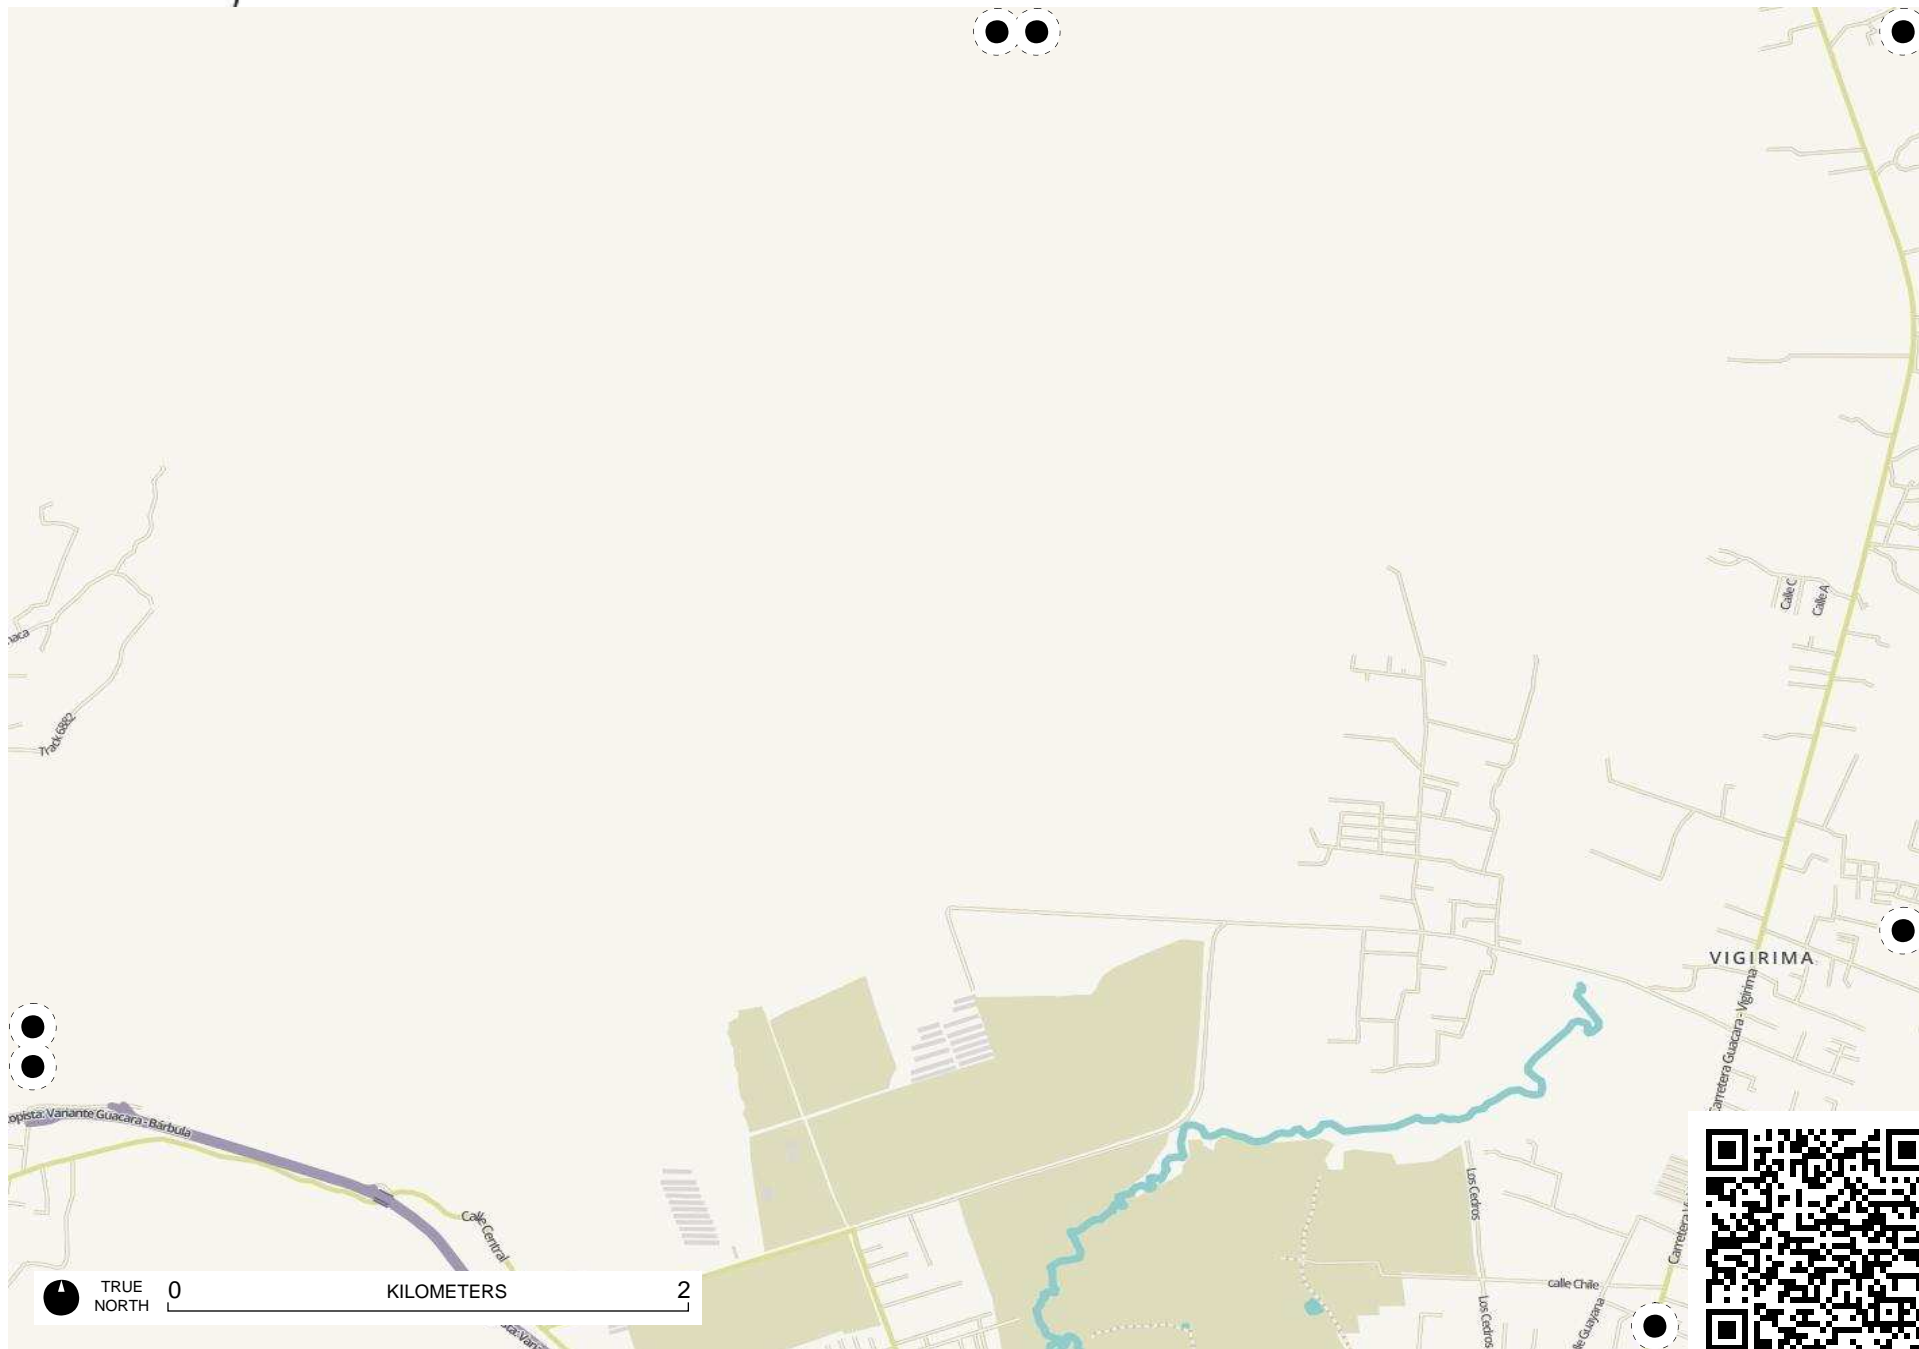 Calle C
Calle A
Track 6882
VIGIRIMA
Carretera Guacara - Vigirima
Variante Guacara - Bárbula
Los Cedros
Calle Central
calle Chile
Los Cedros
TRUE
NORTH
0
KILOMETERS
2